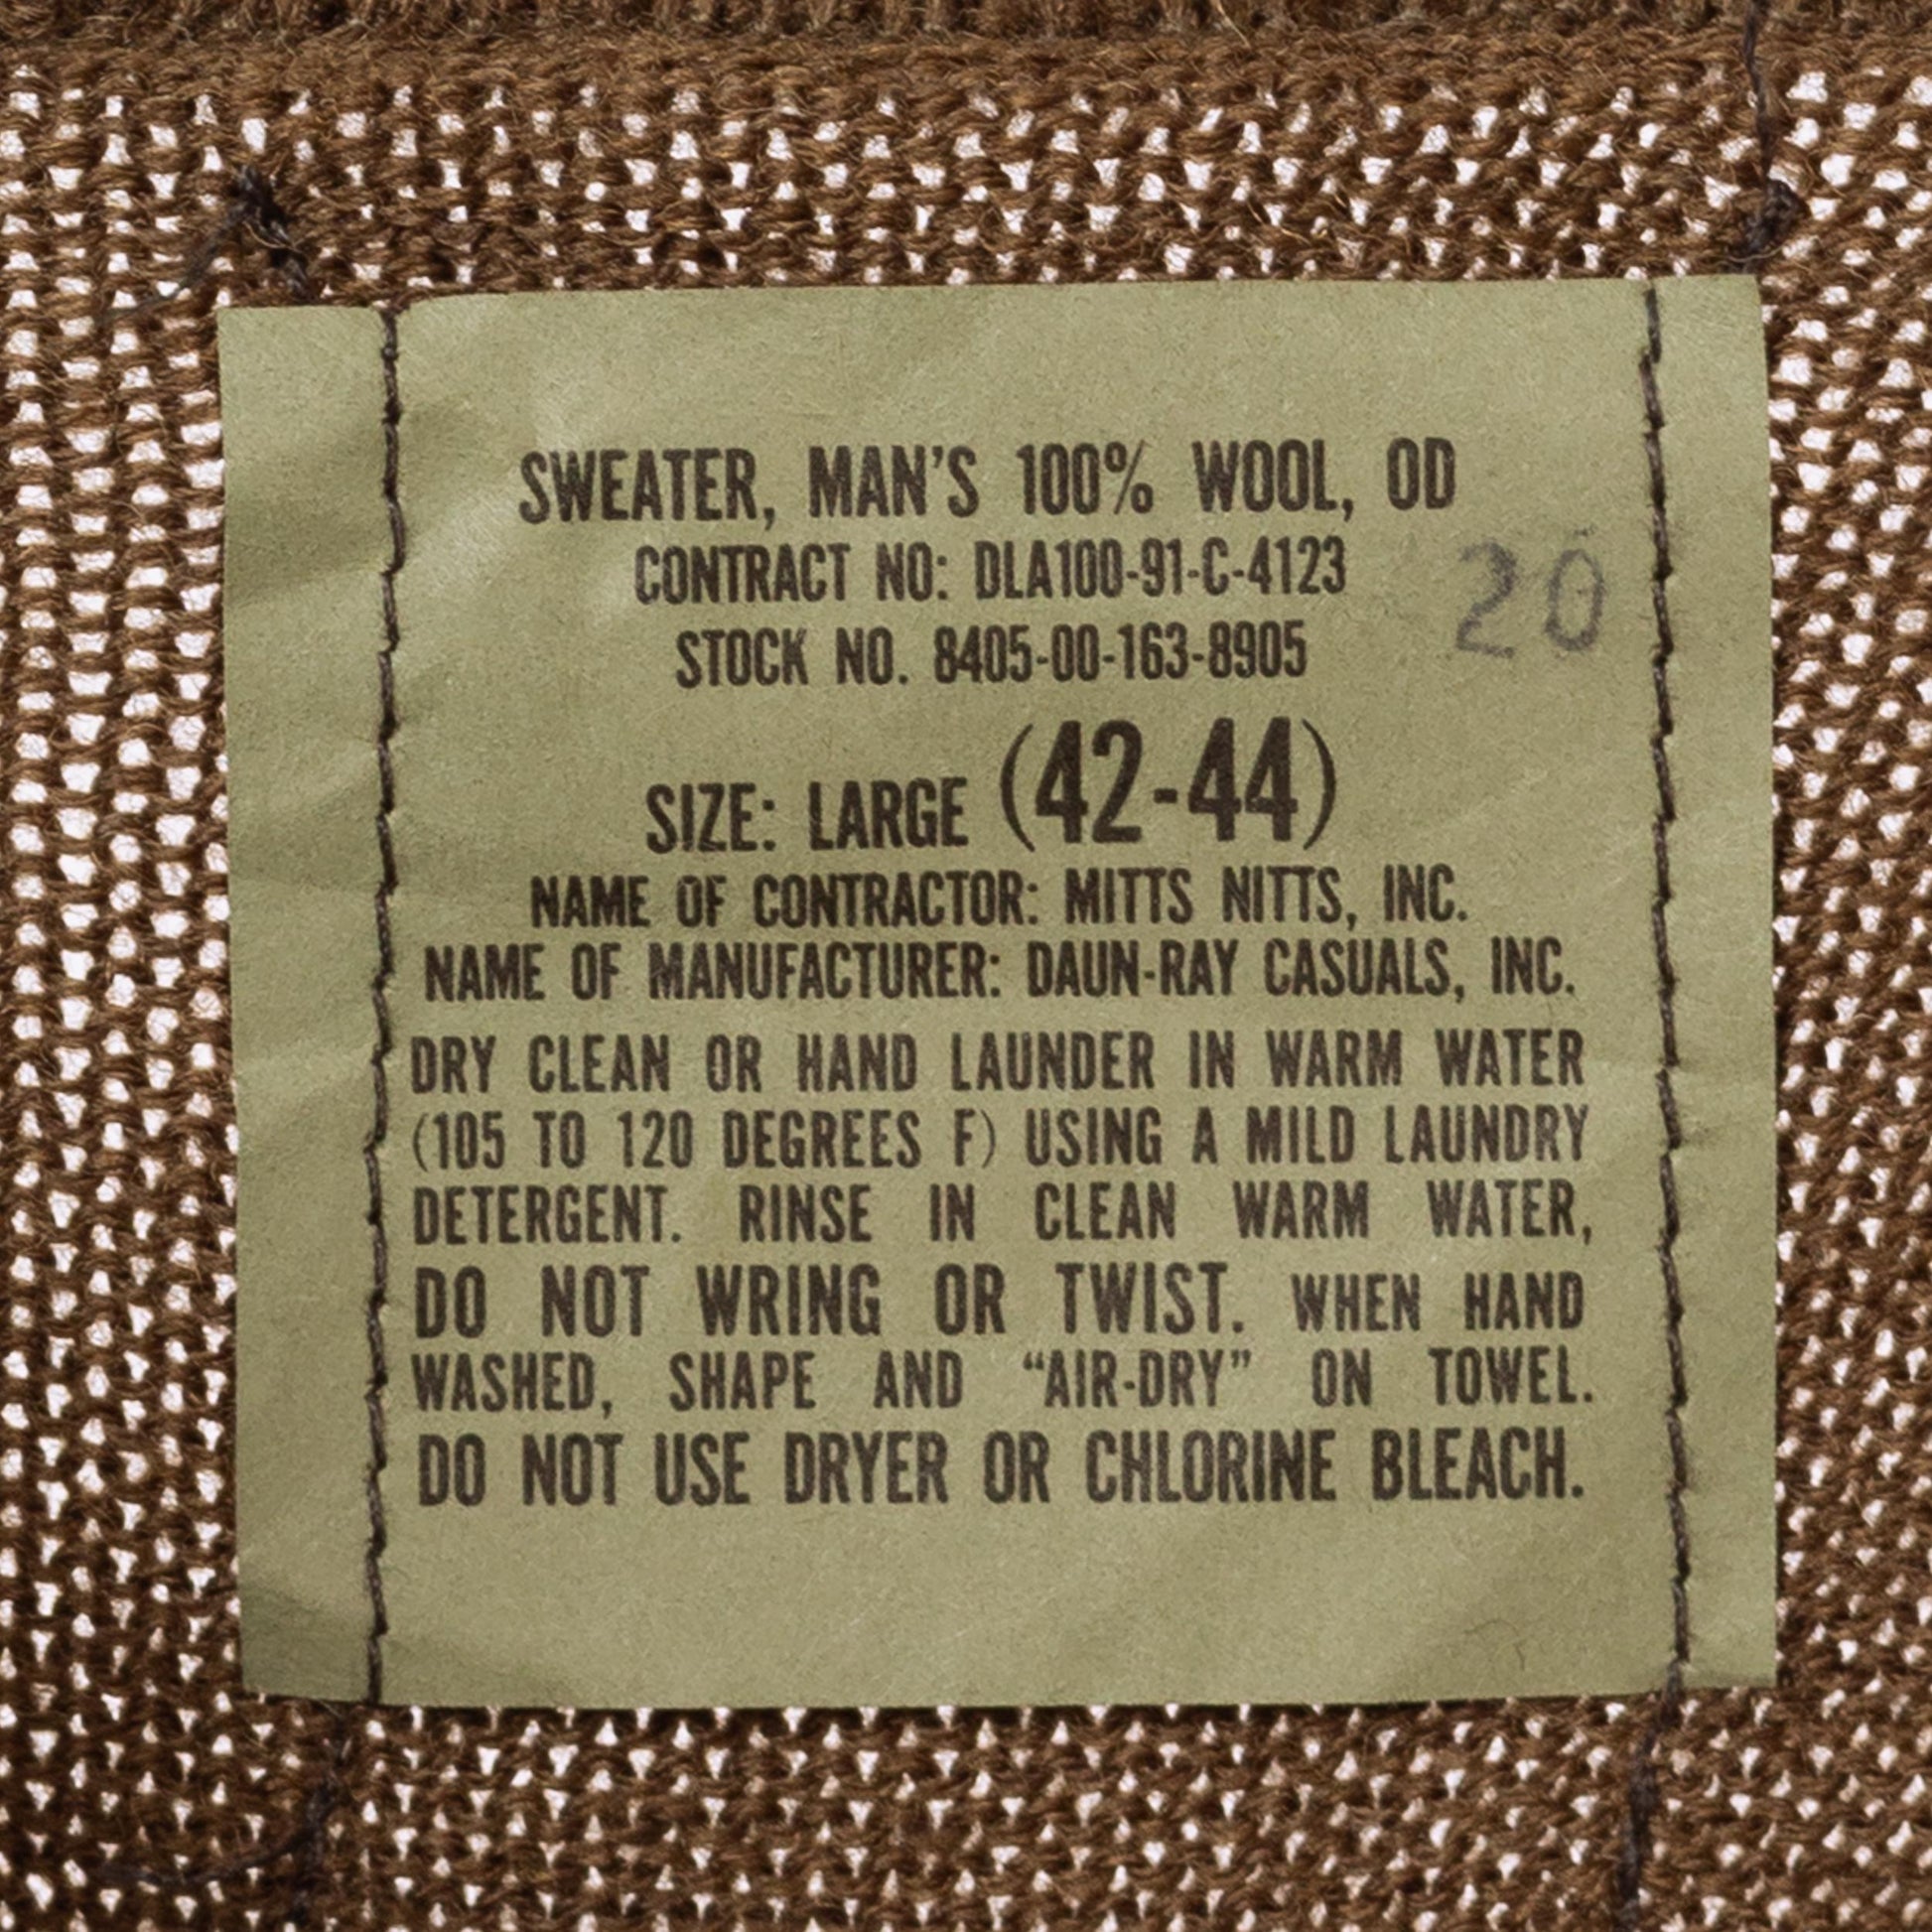 SWEATER, MAN'S 100% WOOL, OD
CONTRACT NO: DLA100-91-C-4123
20
STOCK NO. 8405-00-163-8905
SIZE: LARGE (42-44)
NAME OF CONTRACTOR: MITTS NITTS, INC.
NAME OF MANUFACTURER: DAUN-RAY CASUALS, INC.
DRY CLEAN OR HAND LAUNDER IN WARM WATER
(105 TO 120 DEGREES F) USING A MILD LAUNDRY
DETERGENT. RINSE IN CLEAN WARM WATER,
DO NOT WRING OR TWIST. WHEN HAND
WASHED, SHAPE AND “AIR-DRY” ON TOWEL.
DO NOT USE DRYER OR CHLORINE BLEACH.